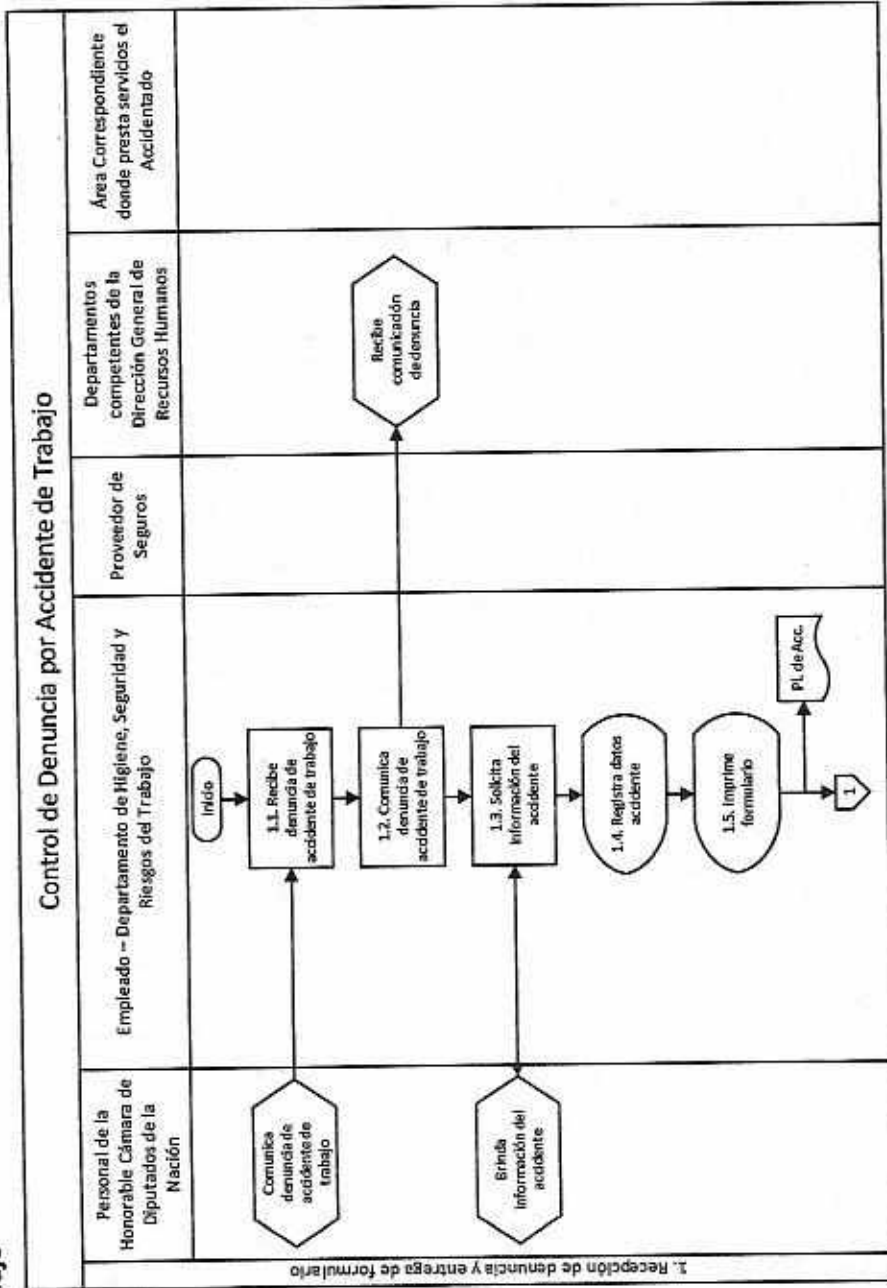 Control de Denuncia por Accidente de Trabajo
Personal de la
Honorable Cámara de
Diputados de la
Nación
Empleado – Departamento de Higiene, Seguridad y
Riesgos del Trabajo
Proveedor de
Seguros
Departamentos
competentes de la
Dirección General de
Recursos Humanos
Área Correspondiente
donde presta servicios el
Accidentado
1. Recepción de denuncia y entrega de formulario
Inicio
Comunica
denuncia de
accidente de
trabajo
1.1. Recibe
denuncia de
accidente de trabajo
1.2. Comunica
denuncia de
accidente de trabajo
Recibe
comunicación
de denuncia
Brinda
Información del
accidente
1.3. Solicita
Información del
accidente
1.4. Registra datos
accidente
1.5. Imprime
formulario
PL de Acc.
1